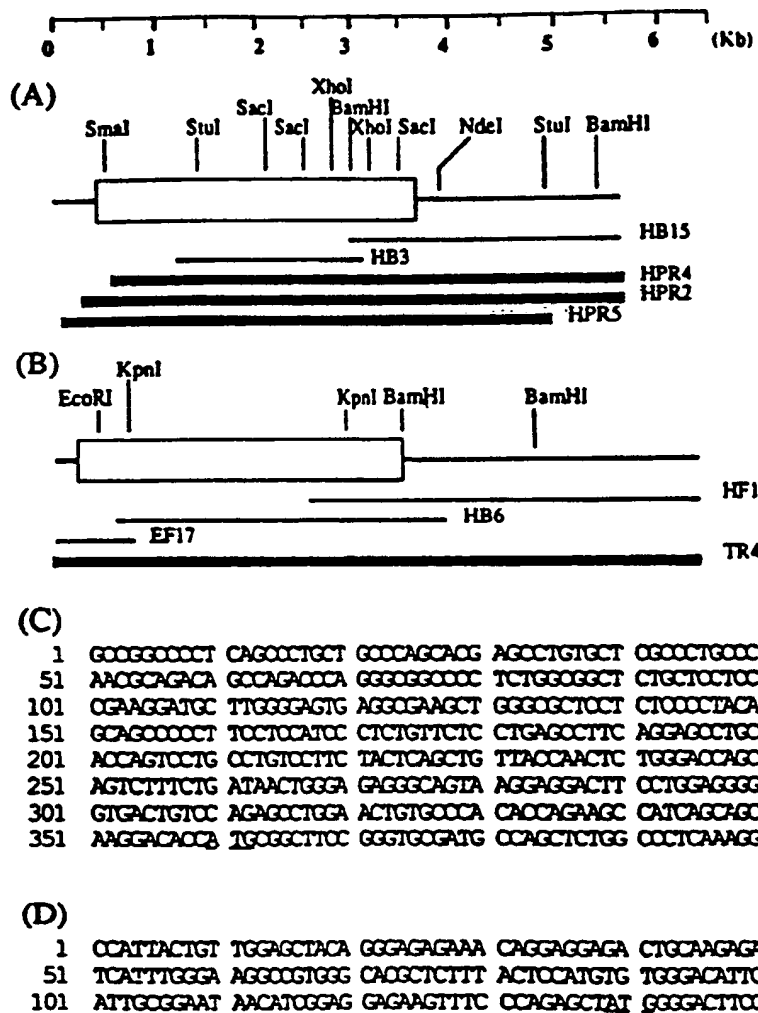 0 1 2 3 4 5 6 (Kb)
(A)
XhoI
SacI BamHI
SmaI StuI SacI XhoI SacI NdeI StuI BamHI
HB15
HB3
HPR4
HPR2
HPR5
(B)
KpnI
EcoRI KpnI BamHI BamHI
HF1
HB6
EF17
TR4
(C)
1 GCCGGCCCCT CAGCCCTGCT GCCCAGCACG AGCCTGTGCT CGCCCTGCCC
51 AACGCAGACA GCCAGACCCA GGGCGGCCCC TCTGGCGGCT CTGCTCCTCC
101 CGAAGGATGC TTGGGGAGTG AGGCGAAGCT GGGCGCTCCT CTCCCCTACA
151 GCAGCCCCCT TCCTCCATCC CTCTGTTCTC CTGAGCCTTC AGGAGCCTGC
201 ACCAGTCCTG CCTGTCCTTC TACTCAGCTG TTACCAACTC TGGGACCAGC
251 AGTCTTTCTG ATAACTGGGA GAGGGCAGTA AGGAGGACTT CCTGGAGGGG
301 GTGACTGTCC AGAGCCTGGA ACTGTGCCCA CACCAGAAGC CATCAGCAGC
351 AAGGACACCA TGCGGCTTCC GGGTGCGATG CCAGCTCTGG CCCTCAAAGG
(D)
1 CCATTACTGT TGGAGCTACA GGGAGAGAAA CAGGAGGAGA CTGCAAGAGA
51 TCATTTGGGA AGGCCGTGGG CACGCTCTTT ACTCCATGTG TGGGACATTC
101 ATTGCGGAAT AACATCGGAG GAGAAGTTTC CCAGAGCTAT GGGGACTTCC